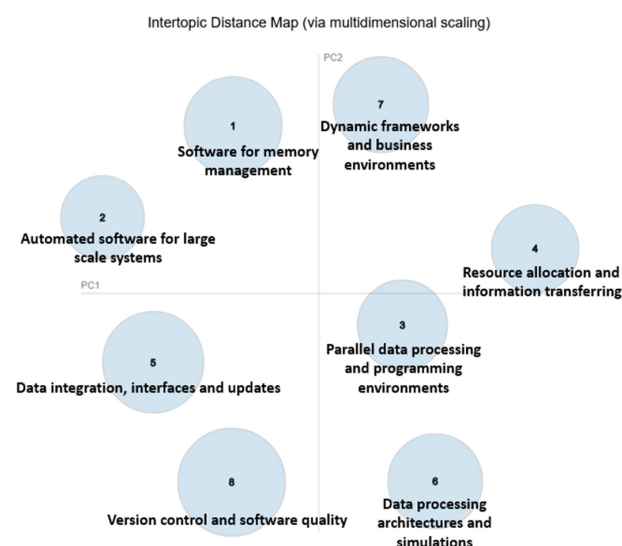 Intertopic Distance Map (via multidimensional scaling)
PC2
7
Dynamic frameworks
and business
environments
1
Software for memory
management
2
Automated software for large
scale systems
4
Resource allocation and
information transferring
PC1
3
Parallel data processing
and programming
environments
5
Data integration, interfaces and updates
8
Version control and software quality
6
Data processing
architectures and
simulations